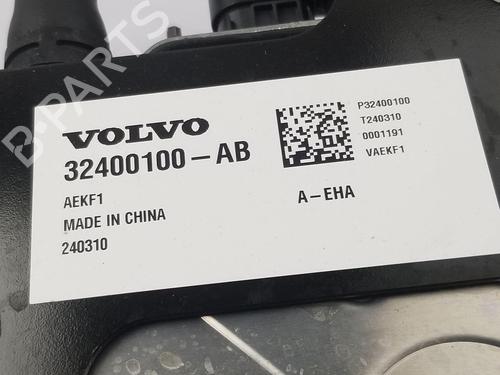 VOLVO
32400100-AB
AEKF1
MADE IN CHINA
240310
P32400100
T240310
0001191
VAEKF1
A-EHA
B-PARTS